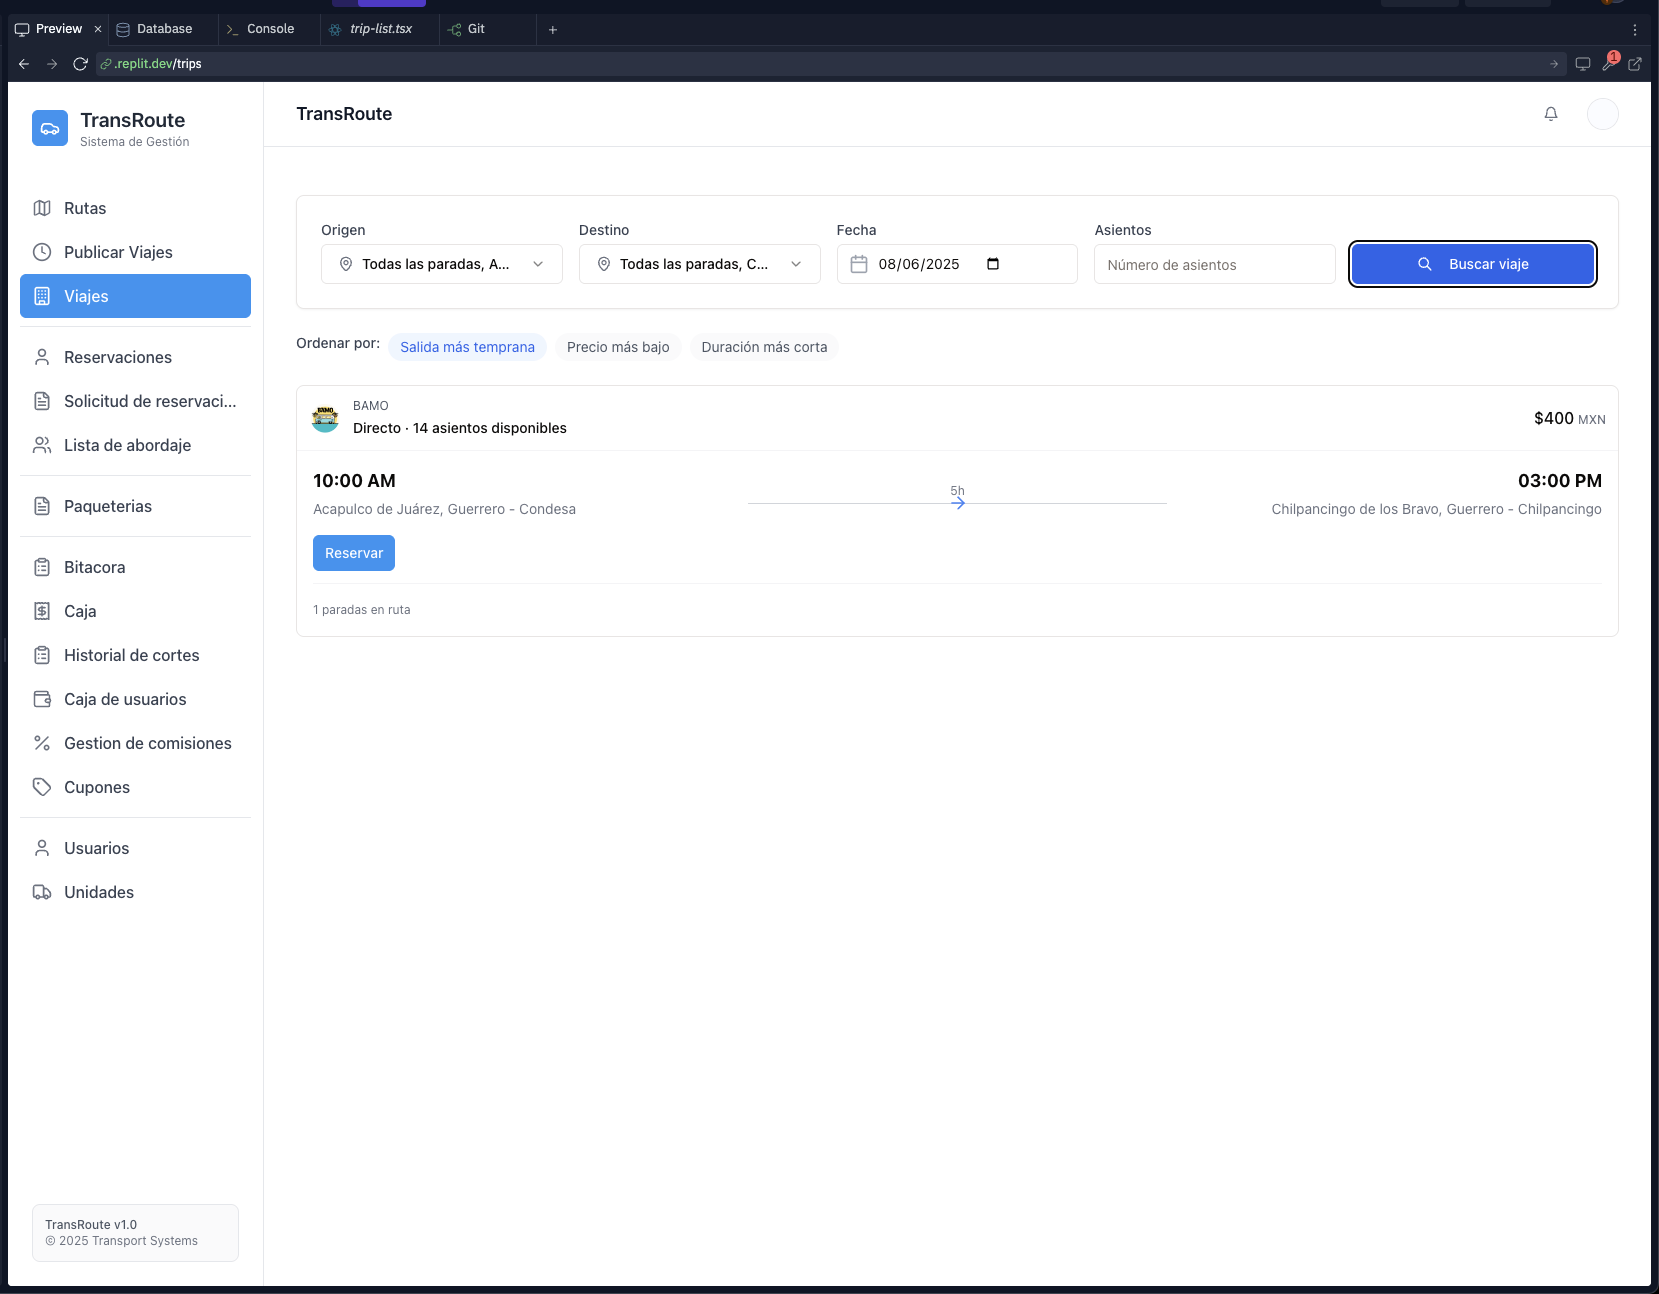 Preview
Database
Console
trip-list.tsx
Git
.replit.dev/trips
1
TransRoute
Sistema de Gestión
Rutas
Publicar Viajes
Viajes
Reservaciones
Solicitud de reservaci...
Lista de abordaje
Paqueterias
Bitacora
Caja
Historial de cortes
Caja de usuarios
Gestion de comisiones
Cupones
Usuarios
Unidades
TransRoute v1.0
© 2025 Transport Systems
TransRoute
Origen
Todas las paradas, A...
Destino
Todas las paradas, C...
Fecha
08/06/2025
Asientos
Número de asientos
Buscar viaje
Ordenar por:
Salida más temprana
Precio más bajo
Duración más corta
BAMO
BAMO
Directo · 14 asientos disponibles
$400 MXN
10:00 AM
Acapulco de Juárez, Guerrero - Condesa
5h
03:00 PM
Chilpancingo de los Bravo, Guerrero - Chilpancingo
Reservar
1 paradas en ruta